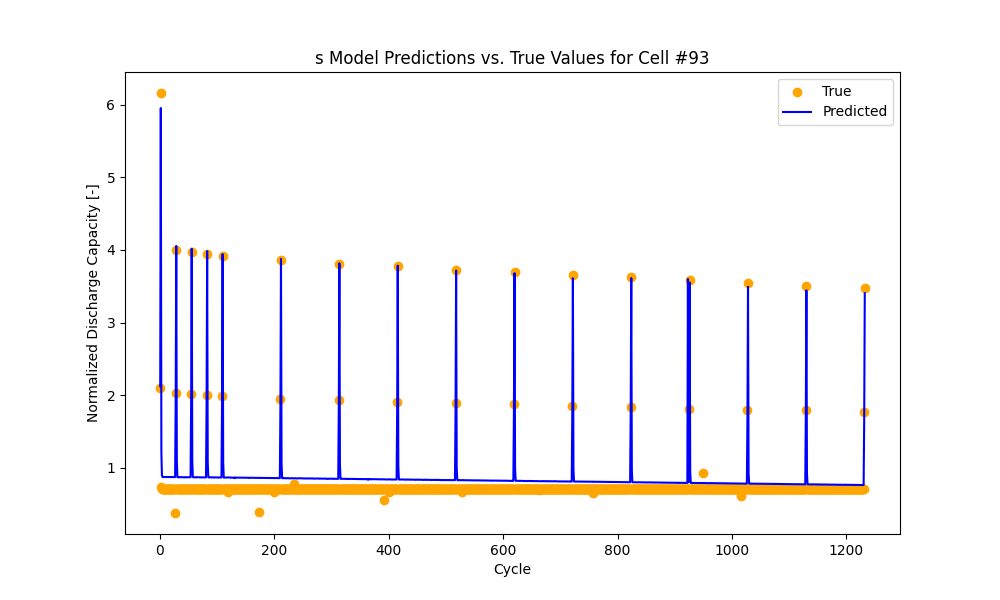 s Model Predictions vs. True Values for Cell #93
True
Predicted
Normalized Discharge Capacity [-]
6
5
4
3
2
1
0 200 400 600 800 1000 1200
Cycle